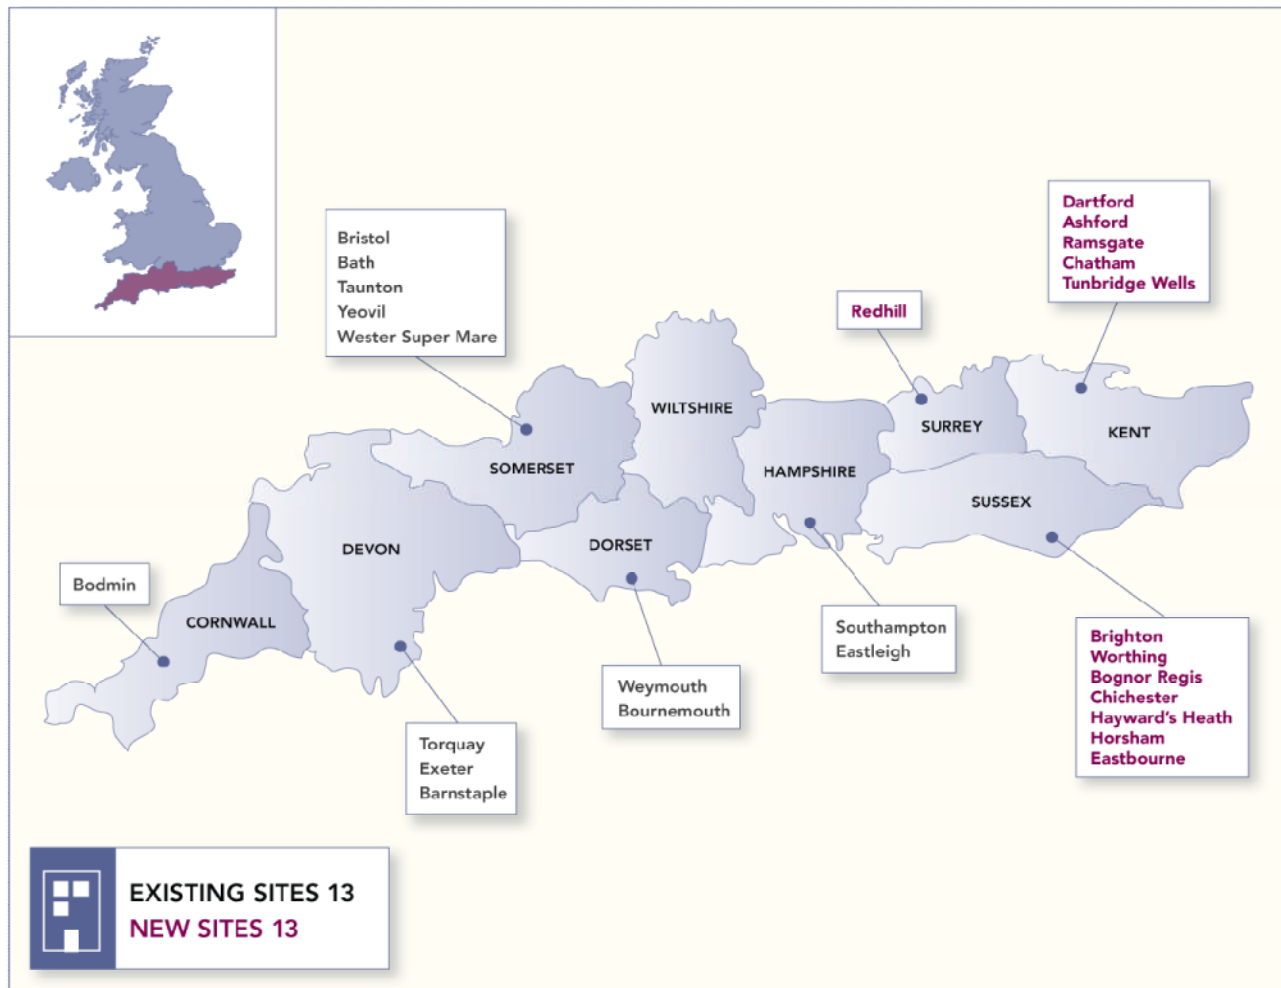 Dartford
Ashford
Ramsgate
Chatham
Tunbridge Wells
Bristol
Bath
Taunton
Yeovil
Wester Super Mare
Redhill
WILTSHIRE
SURREY
KENT
SOMERSET
HAMPSHIRE
SUSSEX
DEVON
DORSET
Bodmin
CORNWALL
Southampton
Eastleigh
Brighton
Worthing
Bognor Regis
Chichester
Hayward's Heath
Horsham
Eastbourne
Weymouth
Bournemouth
Torquay
Exeter
Barnstaple
EXISTING SITES 13
NEW SITES 13